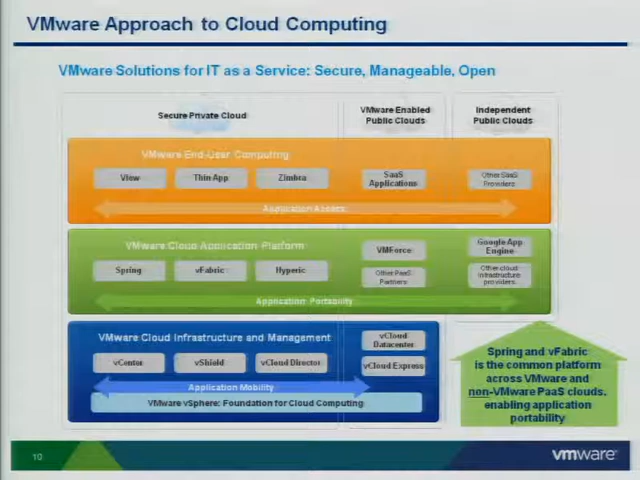 VMware Approach to Cloud Computing
VMware Solutions for IT as a Service: Secure, Manageable, Open
Secure Private Cloud
VMware Enabled
Public Clouds
Independent
Public Clouds
VMware End-User Computing
View
Thin App
Zimbra
SaaS
Applications
Other SaaS
Providers
Application Access
VMware Cloud Application Platform
Spring
vFabric
Hyperic
VMForce
Other PaaS
Partners
Google App
Engine
Other cloud
infrastructure
providers
Application Portability
VMware Cloud Infrastructure and Management
vCenter
vShield
vCloud Director
vCloud
Datacenter
vCloud Express
Application Mobility
VMware vSphere: Foundation for Cloud Computing
Spring and vFabric
is the common platform
across VMware and
non-VMware PaaS clouds,
enabling application
portability
10
vmware